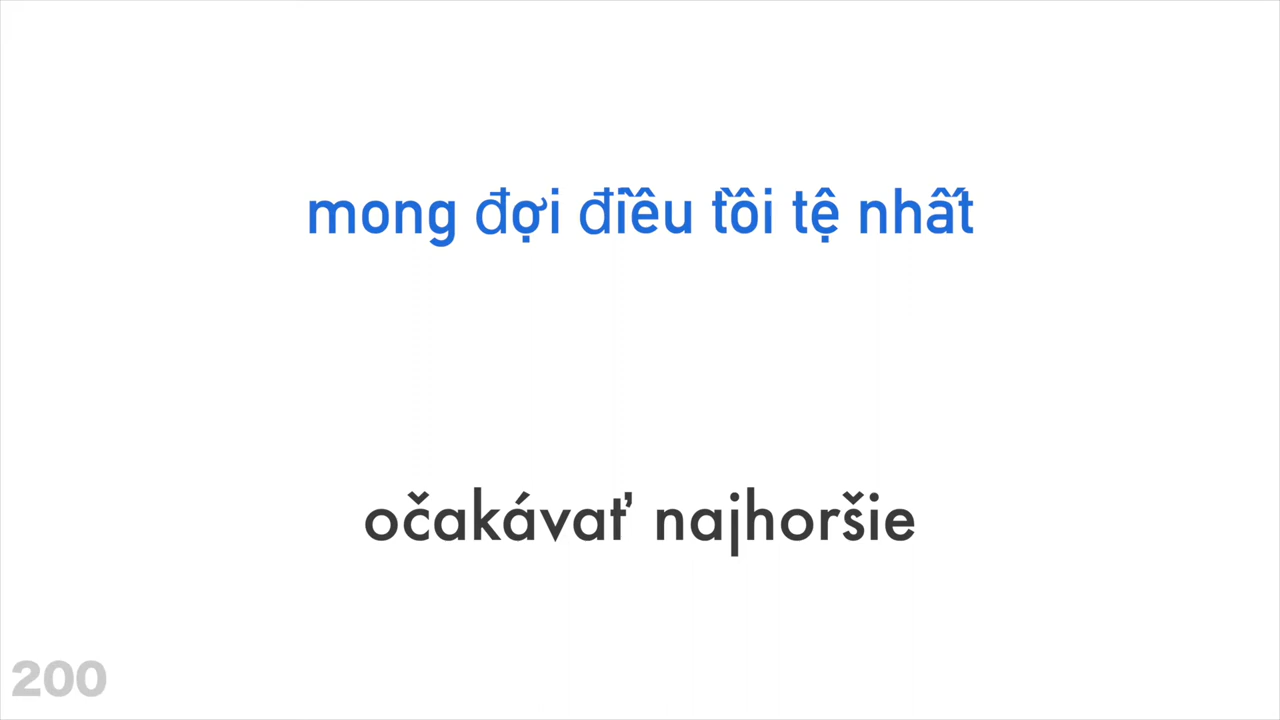 mong đợi điều tồi tệ nhất
očakávať najhoršie
200